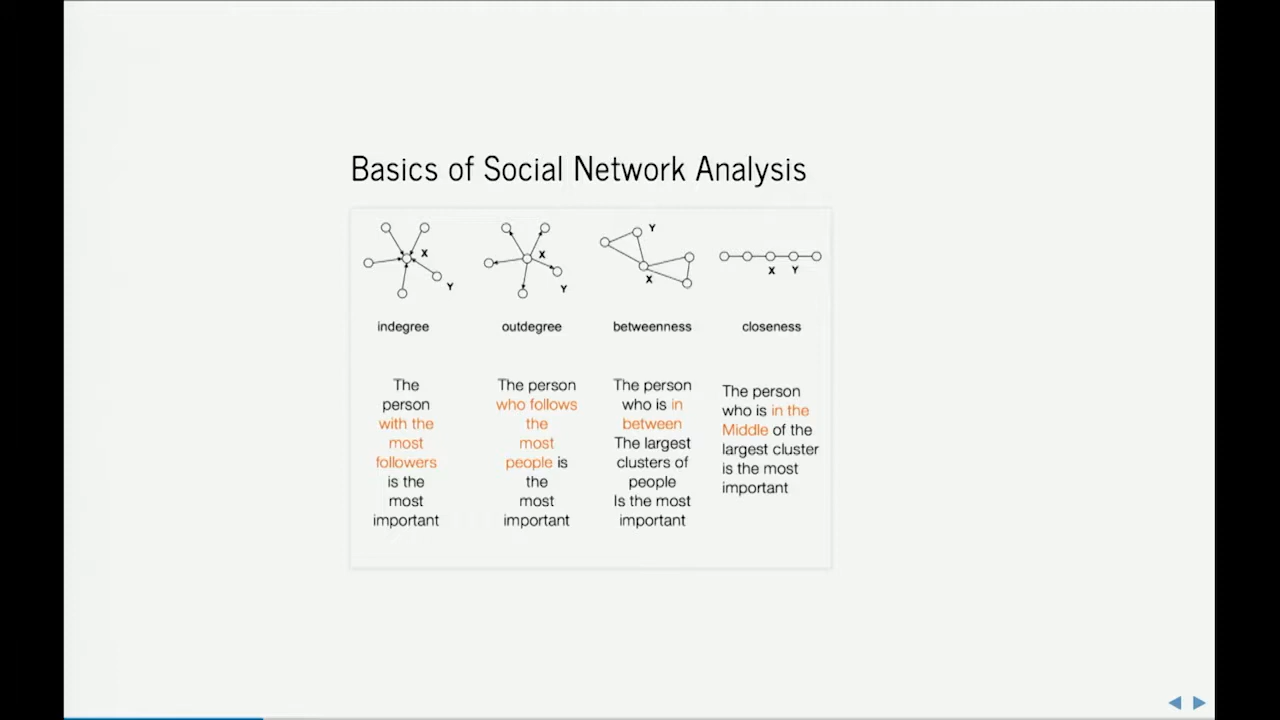 Basics of Social Network Analysis
X
Y
indegree
The
person
with the
most
followers
is the
most
important
X
Y
outdegree
The person
who follows
the
most
people is
the
most
important
Y
X
betweenness
The person
who is in
between
The largest
clusters of
people
Is the most
important
X Y
closeness
The person
who is in the
Middle of the
largest cluster
is the most
important